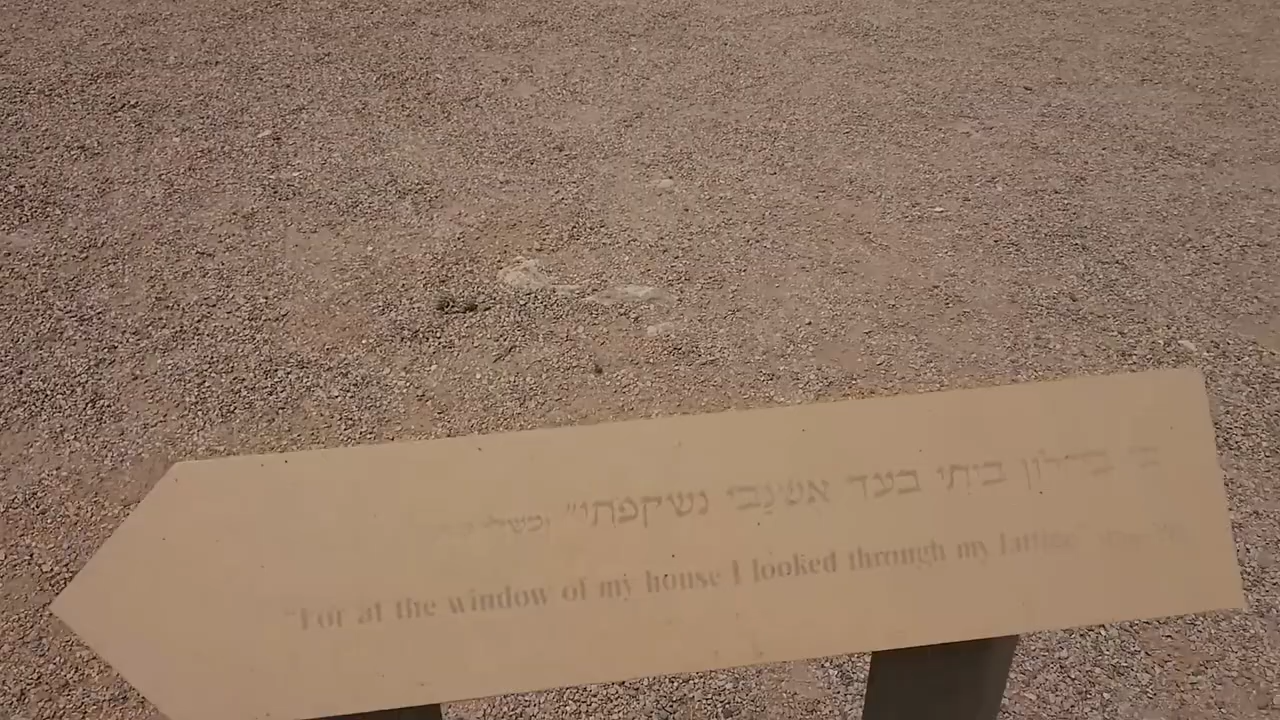 בחלון ביתי בעד אשנבי נשקפתי"
"For at the window of my house I looked through my lattice"